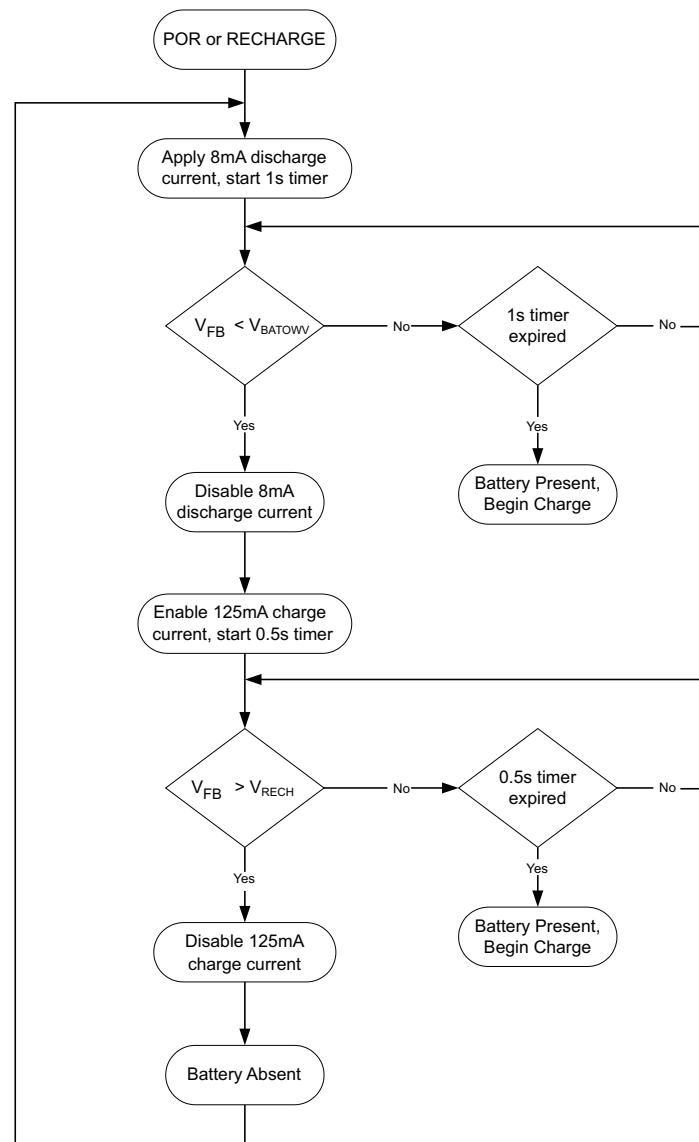 POR or RECHARGE
Apply 8mA discharge
current, start 1s timer
VFB < VBATOWV
No
1s timer
expired
No
Yes
Yes
Disable 8mA
discharge current
Battery Present,
Begin Charge
Enable 125mA charge
current, start 0.5s timer
VFB > VRECH
No
0.5s timer
expired
No
Yes
Yes
Disable 125mA
charge current
Battery Present,
Begin Charge
Battery Absent